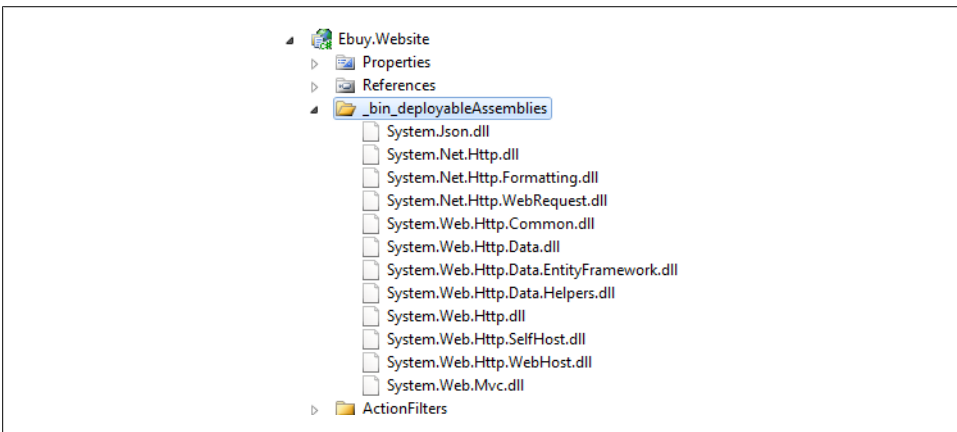 Ebuy.Website
Properties
References
_bin_deployableAssemblies
System.Json.dll
System.Net.Http.dll
System.Net.Http.Formatting.dll
System.Net.Http.WebRequest.dll
System.Web.Http.Common.dll
System.Web.Http.Data.dll
System.Web.Http.Data.EntityFramework.dll
System.Web.Http.Data.Helpers.dll
System.Web.Http.dll
System.Web.Http.SelfHost.dll
System.Web.Http.WebHost.dll
System.Web.Mvc.dll
ActionFilters